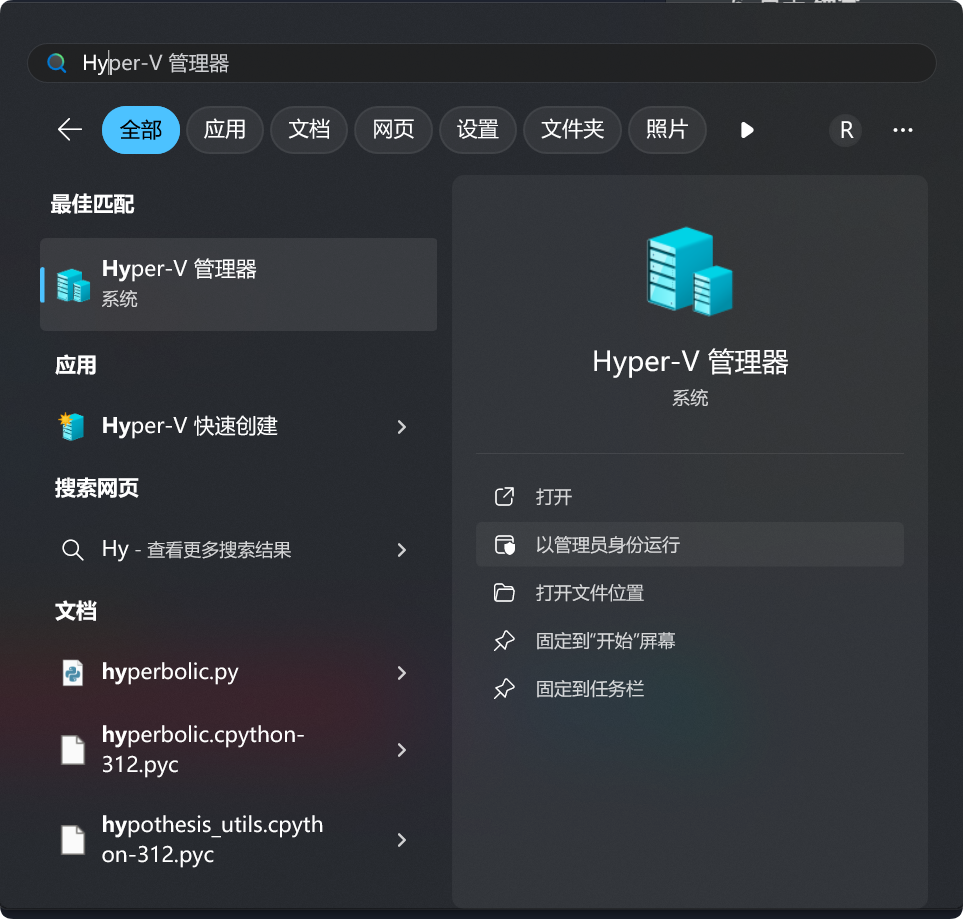 Hyper-V 管理器
全部
应用
文档
网页
设置
文件夹
照片
R
最佳匹配
Hyper-V 管理器
系统
应用
Hyper-V 快速创建
搜索网页
Hy - 查看更多搜索结果
文档
hyperbolic.py
hyperbolic.cpython-
312.pyc
hypothesis_utils.cpyth
on-312.pyc
Hyper-V 管理器
系统
打开
以管理员身份运行
打开文件位置
固定到"开始"屏幕
固定到任务栏